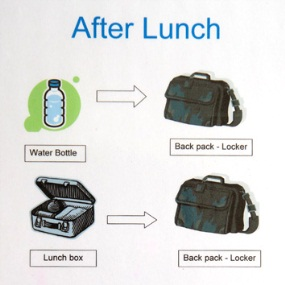 After Lunch
Water Bottle
Back pack - Locker
Lunch box
Back pack - Locker